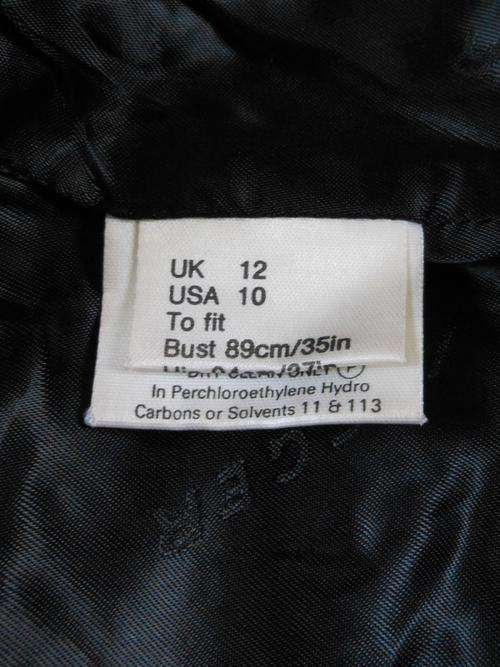 UK 12
USA 10
To fit
Bust 89cm/35in
P
In Perchloroethylene Hydro
Carbons or Solvents 11 & 113